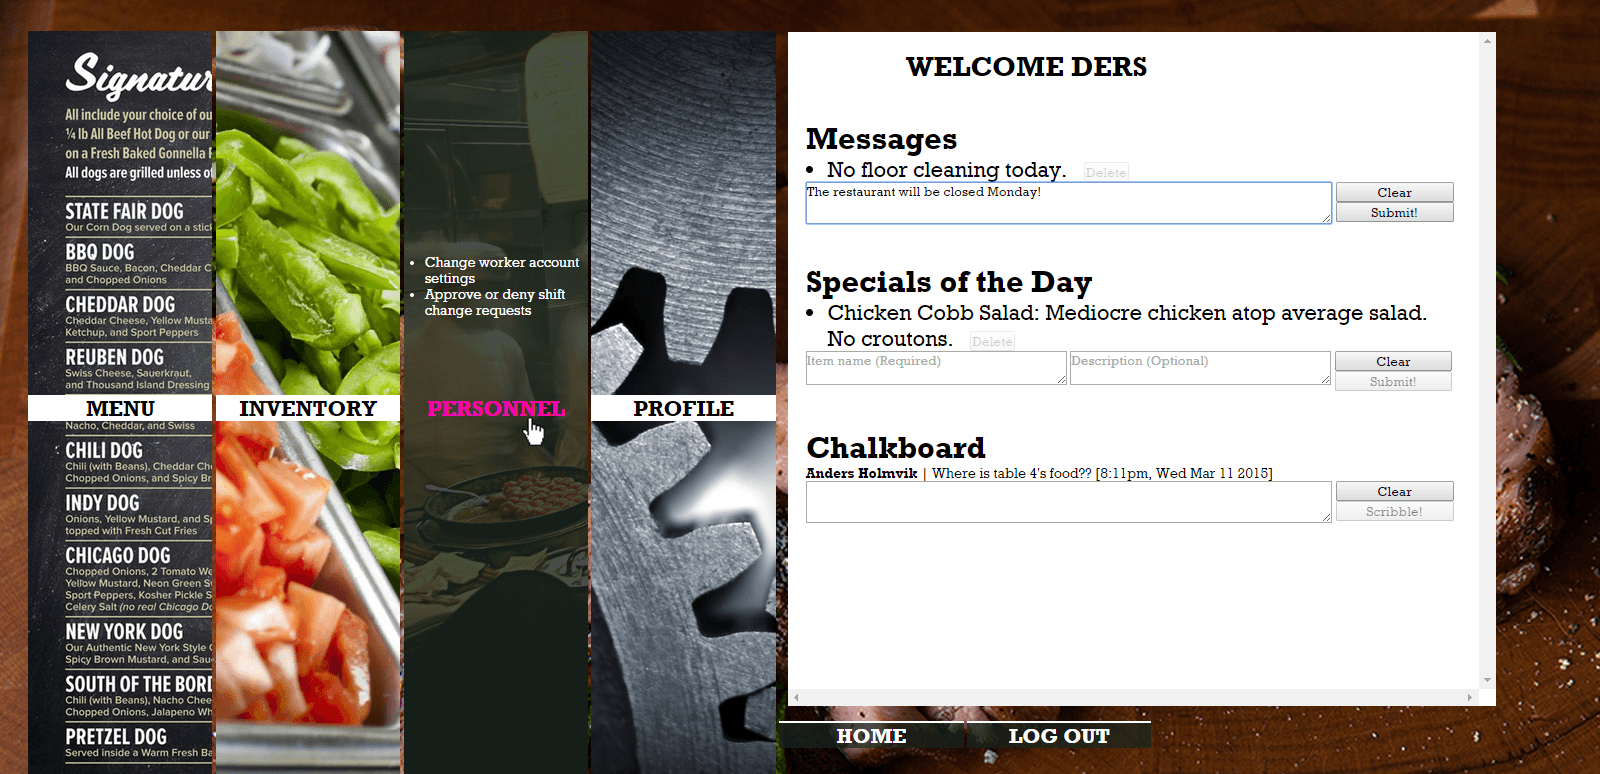 Signatur
All include your choice of ou
¼ lb All Beef Hot Dog or our
on a Fresh Baked Gonnella
All dogs are grilled unless of
STATE FAIR DOG
Our Corn Dog served on a stick
BBQ DOG
BBQ Sauce, Bacon, Cheddar C
and Chopped Onions
CHEDDAR DOG
Cheddar Cheese, Yellow Musta
Ketchup, and Sport Peppers
REUBEN DOG
Swiss Cheese, Sauerkraut,
and Thousand Island Dressing
MENU
Nacho, Cheddar, and Swiss
CHILI DOG
Chili (with Beans), Cheddar Che
Chopped Onions, and Spicy Br
INDY DOG
Onions, Yellow Mustard, and Sp
topped with Fresh Cut Fries
CHICAGO DOG
Chopped Onions, 2 Tomato We
Yellow Mustard, Neon Green Sw
Sport Peppers, Kosher Pickle S
Celery Salt (no real Chicago Do
NEW YORK DOG
Our Authentic New York Style
Spicy Brown Mustard, and Sau
SOUTH OF THE BORD
Chili (with Beans), Nacho Chee
Chopped Onions, Jalapeno Wh
PRETZEL DOG
Served inside a Warm Fresh Ba
INVENTORY
Change worker account
settings
Approve or deny shift
change requests
PERSONNEL
PROFILE
WELCOME DERS
Messages
• No floor cleaning today. Delete
The restaurant will be closed Monday!
Clear
Submit!
Specials of the Day
• Chicken Cobb Salad: Mediocre chicken atop average salad.
No croutons. Delete
Item name (Required) Description (Optional) Clear
Submit!
Chalkboard
Anders Holmvik | Where is table 4's food?? [8:11pm, Wed Mar 11 2015]
Clear
Scribble!
HOME LOG OUT